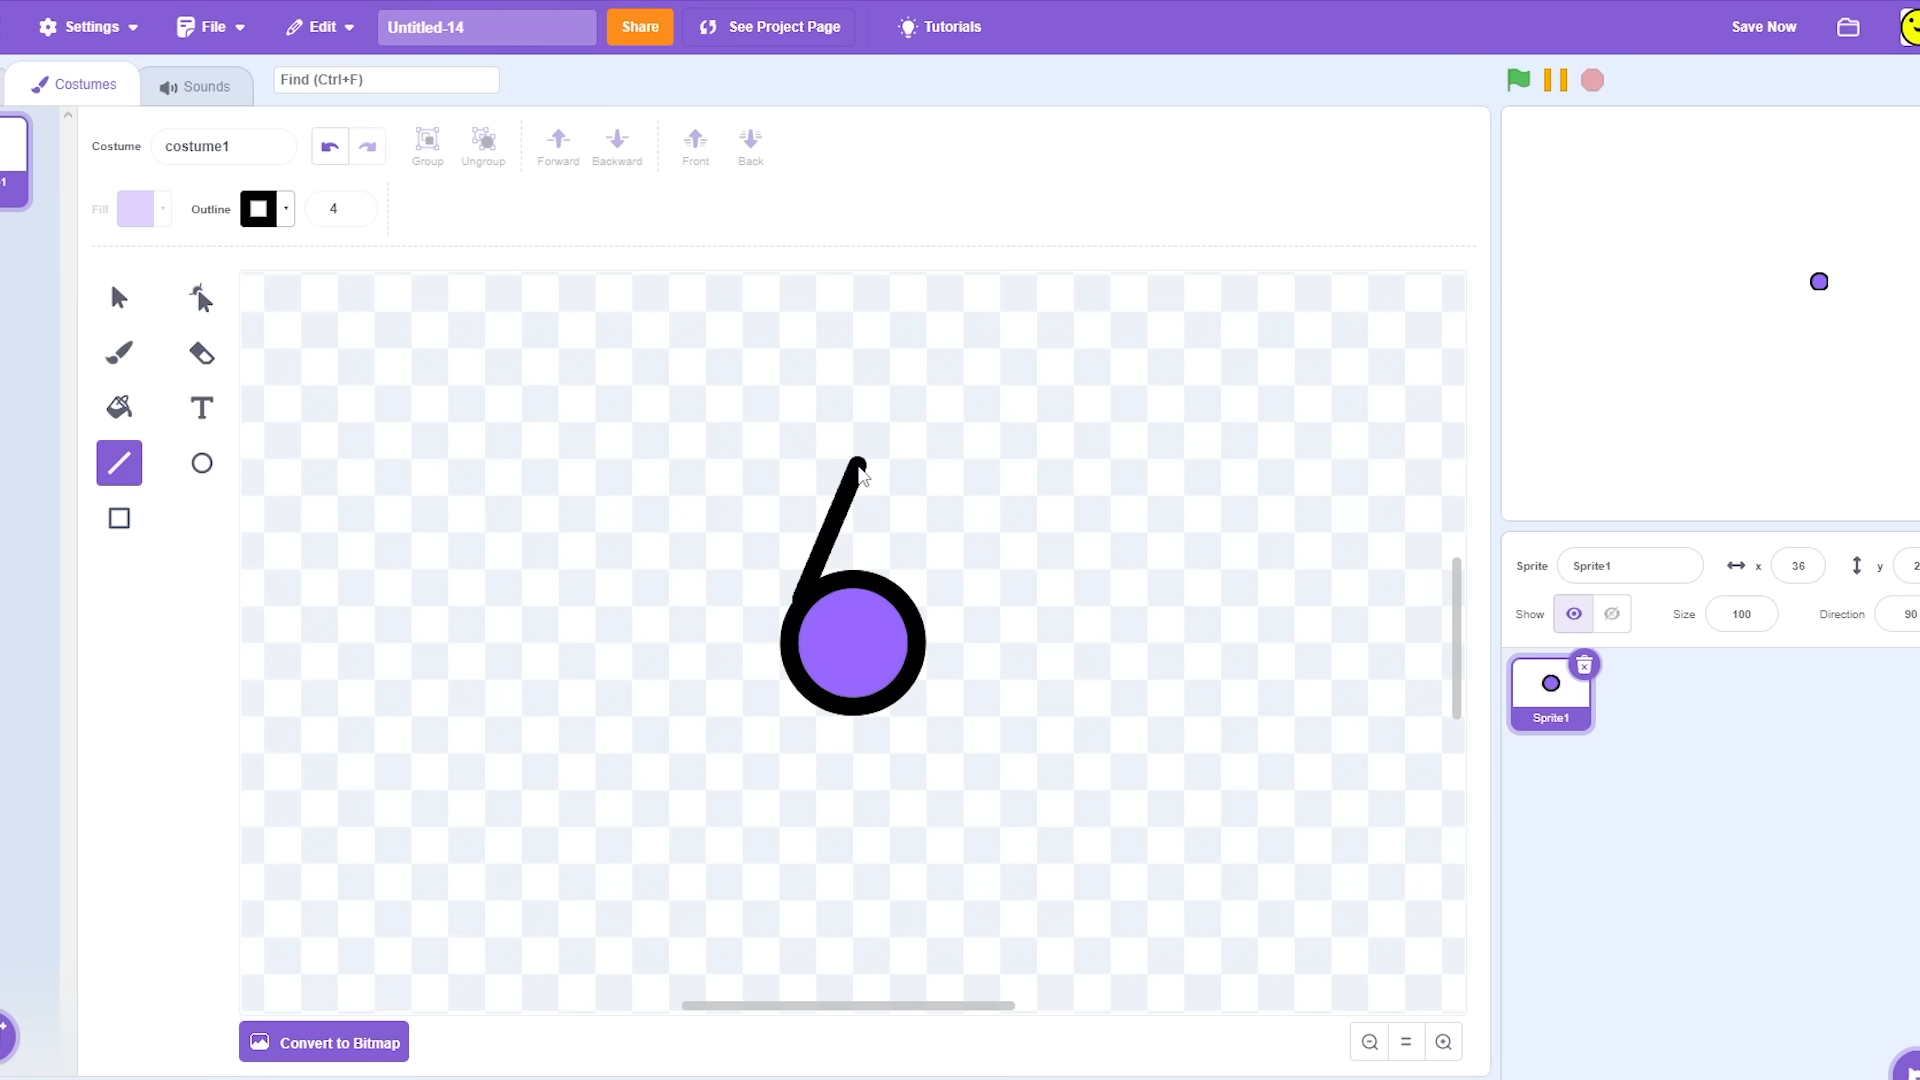 Settings File Edit Untitled-14 Share See Project Page Tutorials Save Now
Costumes Sounds Find (Ctrl+F)
Costume costume1 Group Ungroup Forward Backward Front Back
Fill Outline 4
Sprite Sprite1 x 36 y 2
Show Size 100 Direction 90
Sprite1
Convert to Bitmap